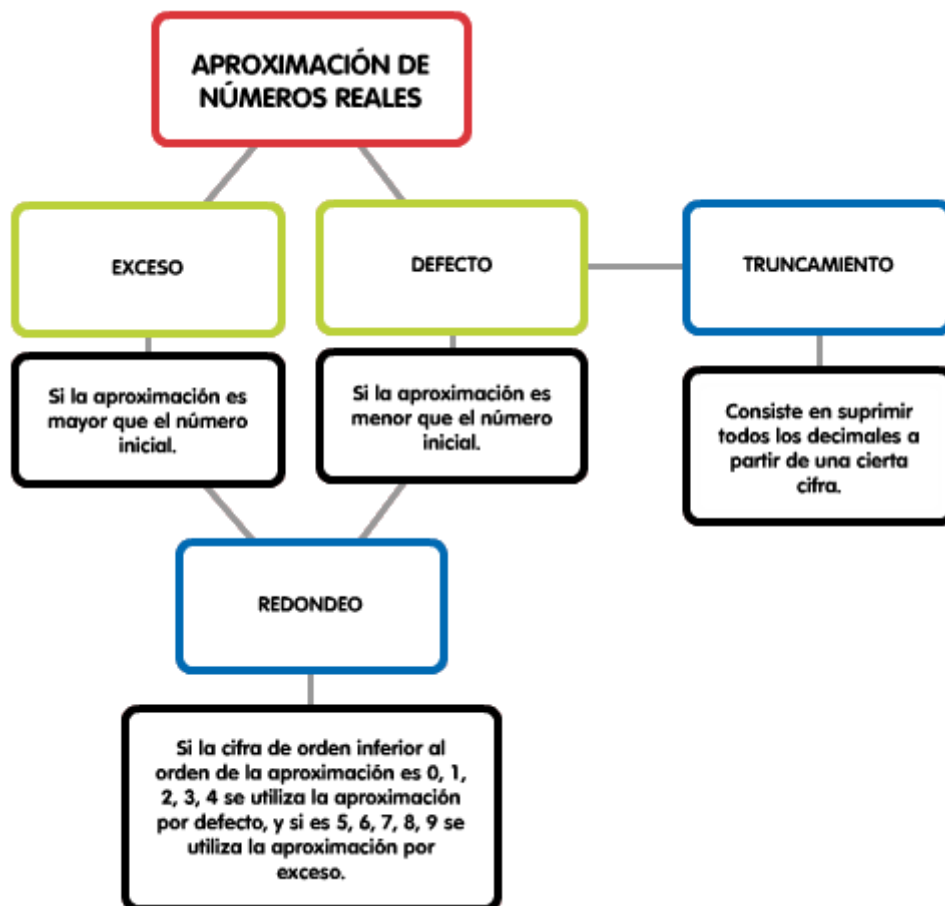 APROXIMACIÓN DE
NÚMEROS REALES
EXCESO
DEFECTO
TRUNCAMIENTO
Si la aproximación es
mayor que el número
inicial.
Si la aproximación es
menor que el número
inicial.
Consiste en suprimir
todos los decimales a
partir de una cierta
cifra.
REDONDEO
Si la cifra de orden inferior al
orden de la aproximación es 0, 1,
2, 3, 4 se utiliza la aproximación
por defecto, y si es 5, 6, 7, 8, 9 se
utiliza la aproximación por
exceso.